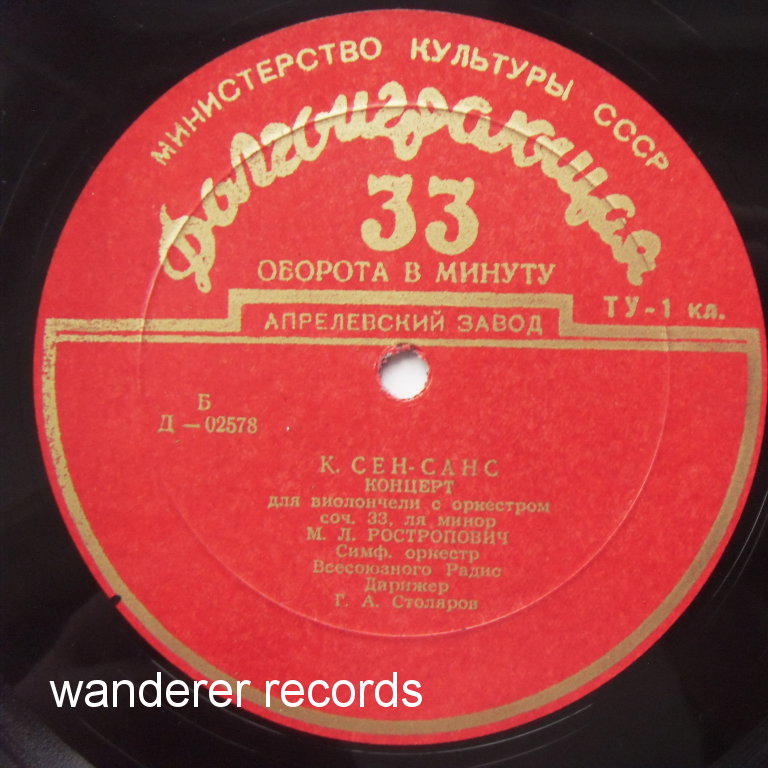 МИНИСТЕРСТВО КУЛЬТУРЫ СССР
Долгоиграющая
33
ОБОРОТА В МИНУТУ
ТУ-1 кл.
АПРЕЛЕВСКИЙ ЗАВОД
Б
Д — 02578
К. СЕН-САНС
КОНЦЕРТ
для виолончели с оркестром
соч. 33, ля минор
М. Л. РОСТРОПОВИЧ
Симф. оркестр
Всесоюзного Радио
Дирижер
Г. А. Столяров
wanderer records